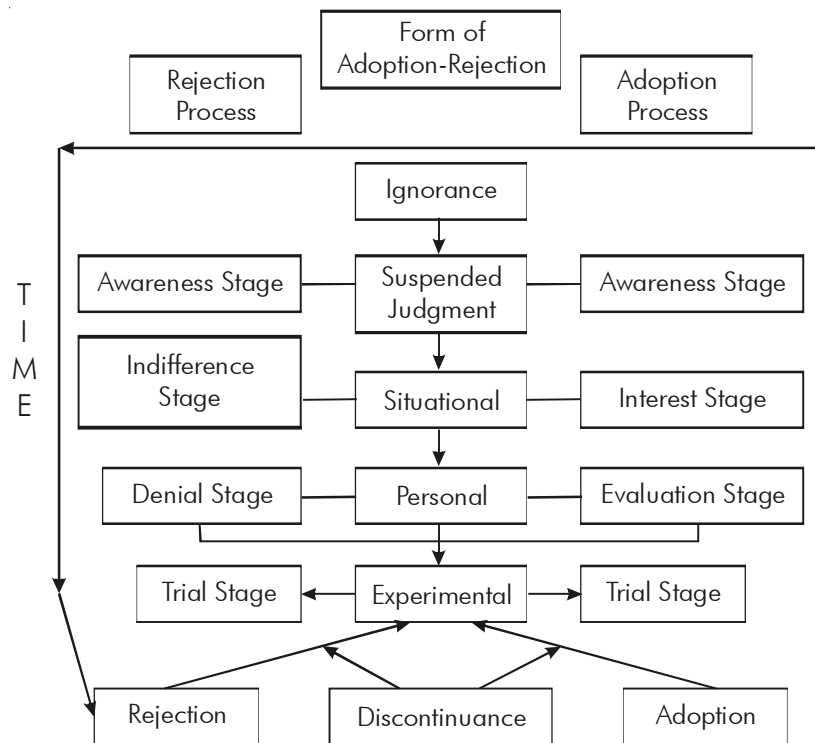 Form of
Adoption-Rejection
Rejection
Process
Adoption
Process
Ignorance
Awareness Stage
Suspended
Judgment
Awareness Stage
T
I
M
E
Indifference
Stage
Situational
Interest Stage
Denial Stage
Personal
Evaluation Stage
Trial Stage
Experimental
Trial Stage
Rejection
Discontinuance
Adoption